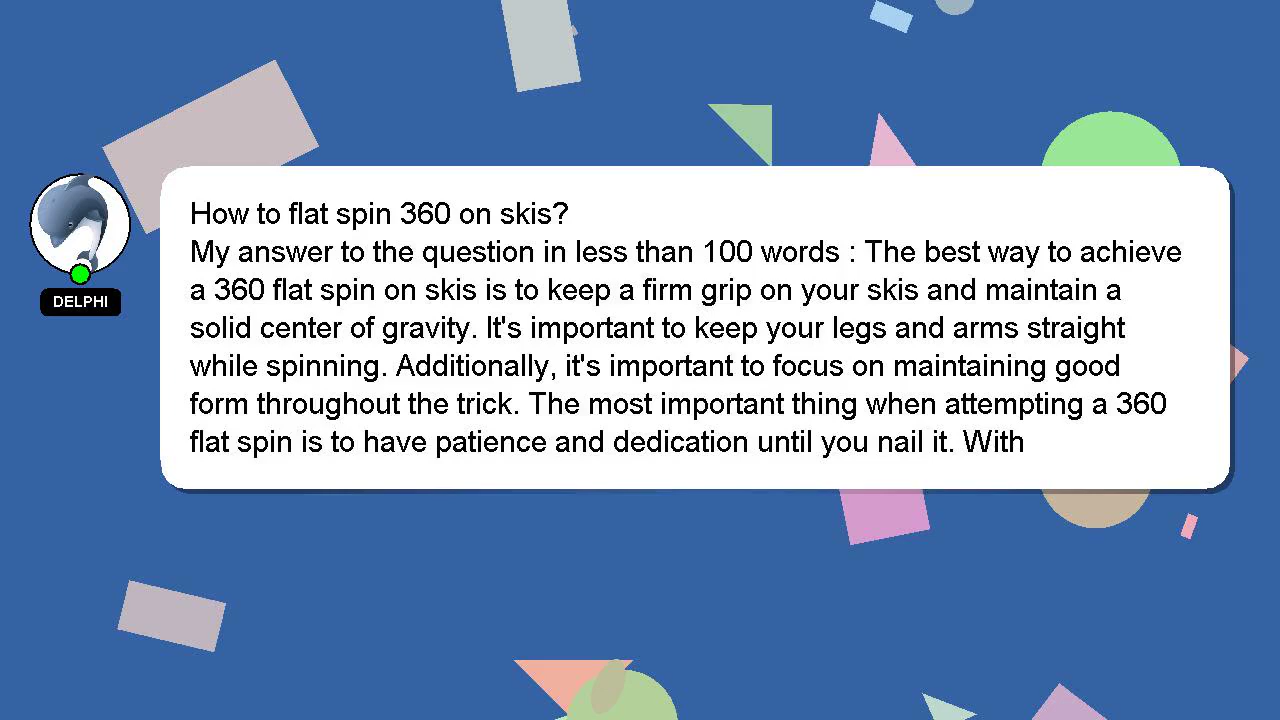 How to flat spin 360 on skis?
My answer to the question in less than 100 words : The best way to achieve
a 360 flat spin on skis is to keep a firm grip on your skis and maintain a
solid center of gravity. It's important to keep your legs and arms straight
while spinning. Additionally, it's important to focus on maintaining good
form throughout the trick. The most important thing when attempting a 360
flat spin is to have patience and dedication until you nail it. With
DELPHI